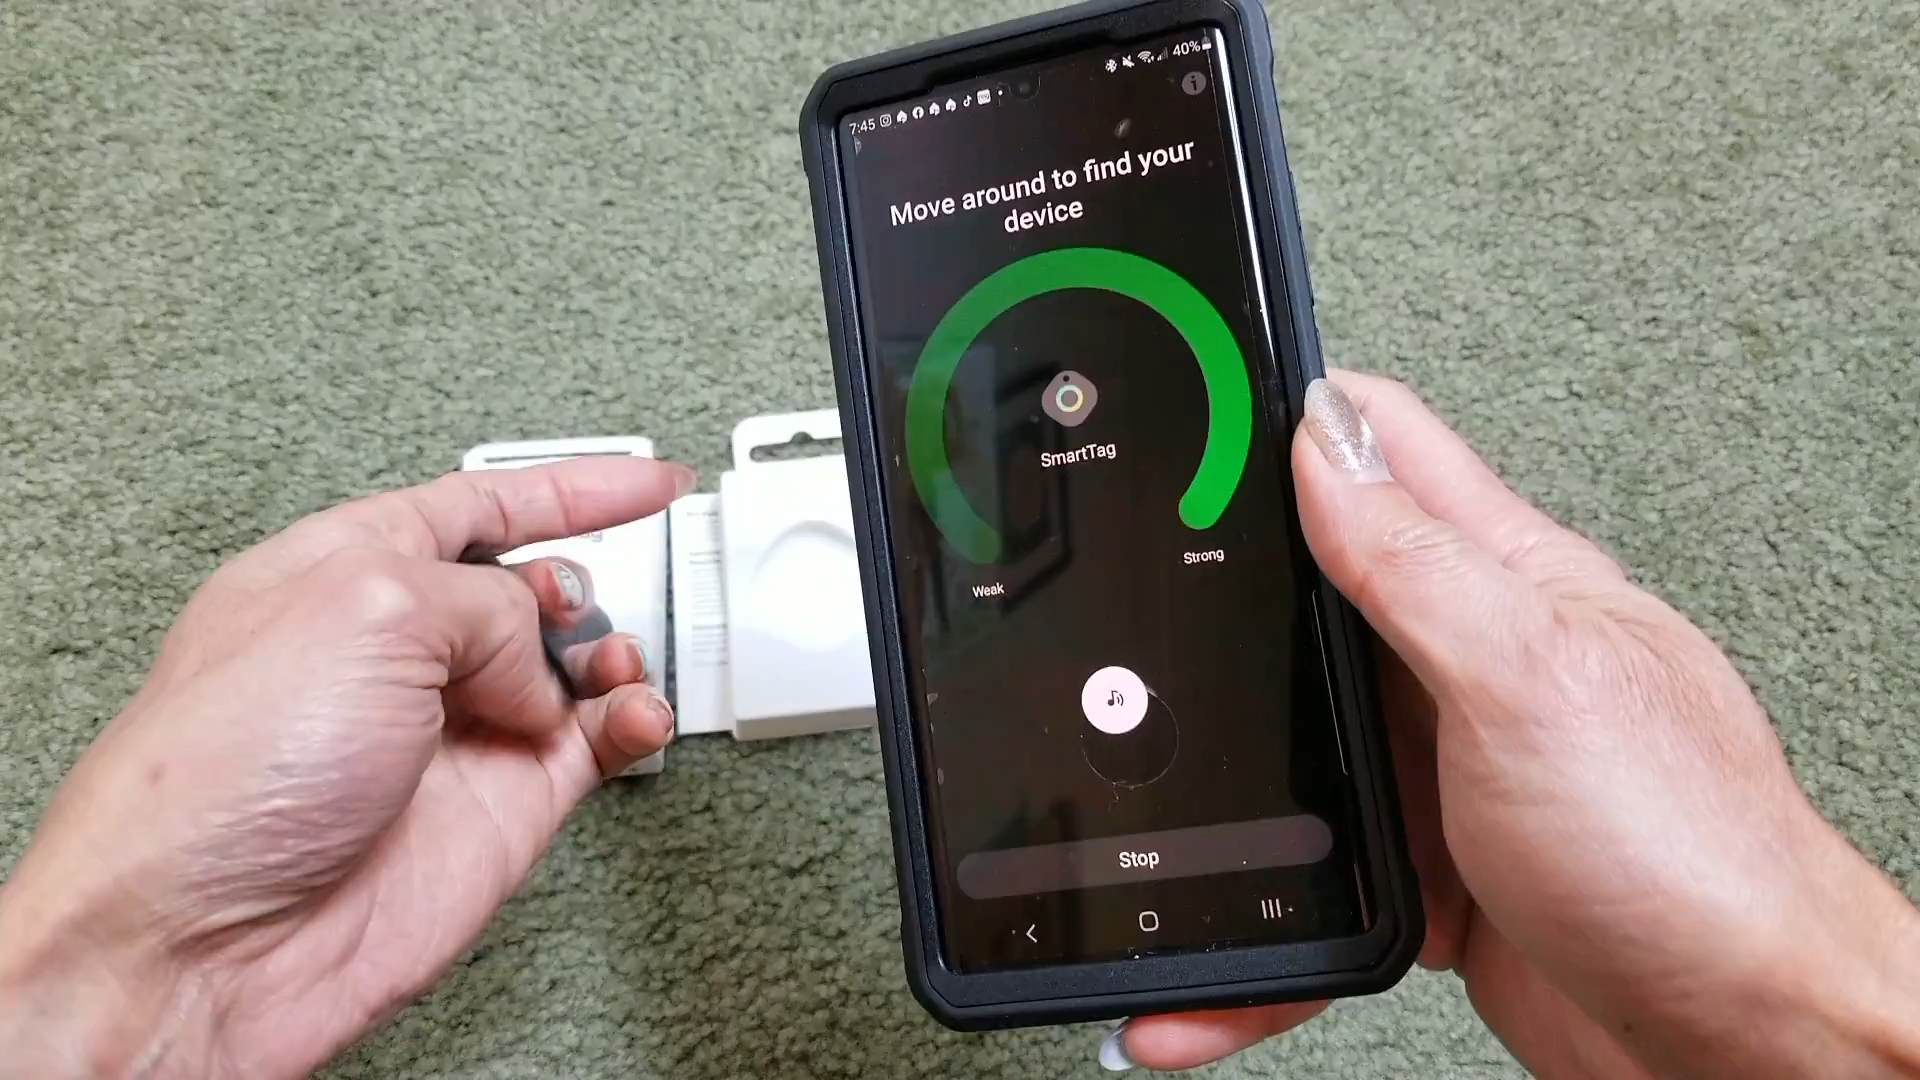 7:45
40%
Move around to find your
device
SmartTag
Weak
Strong
Stop